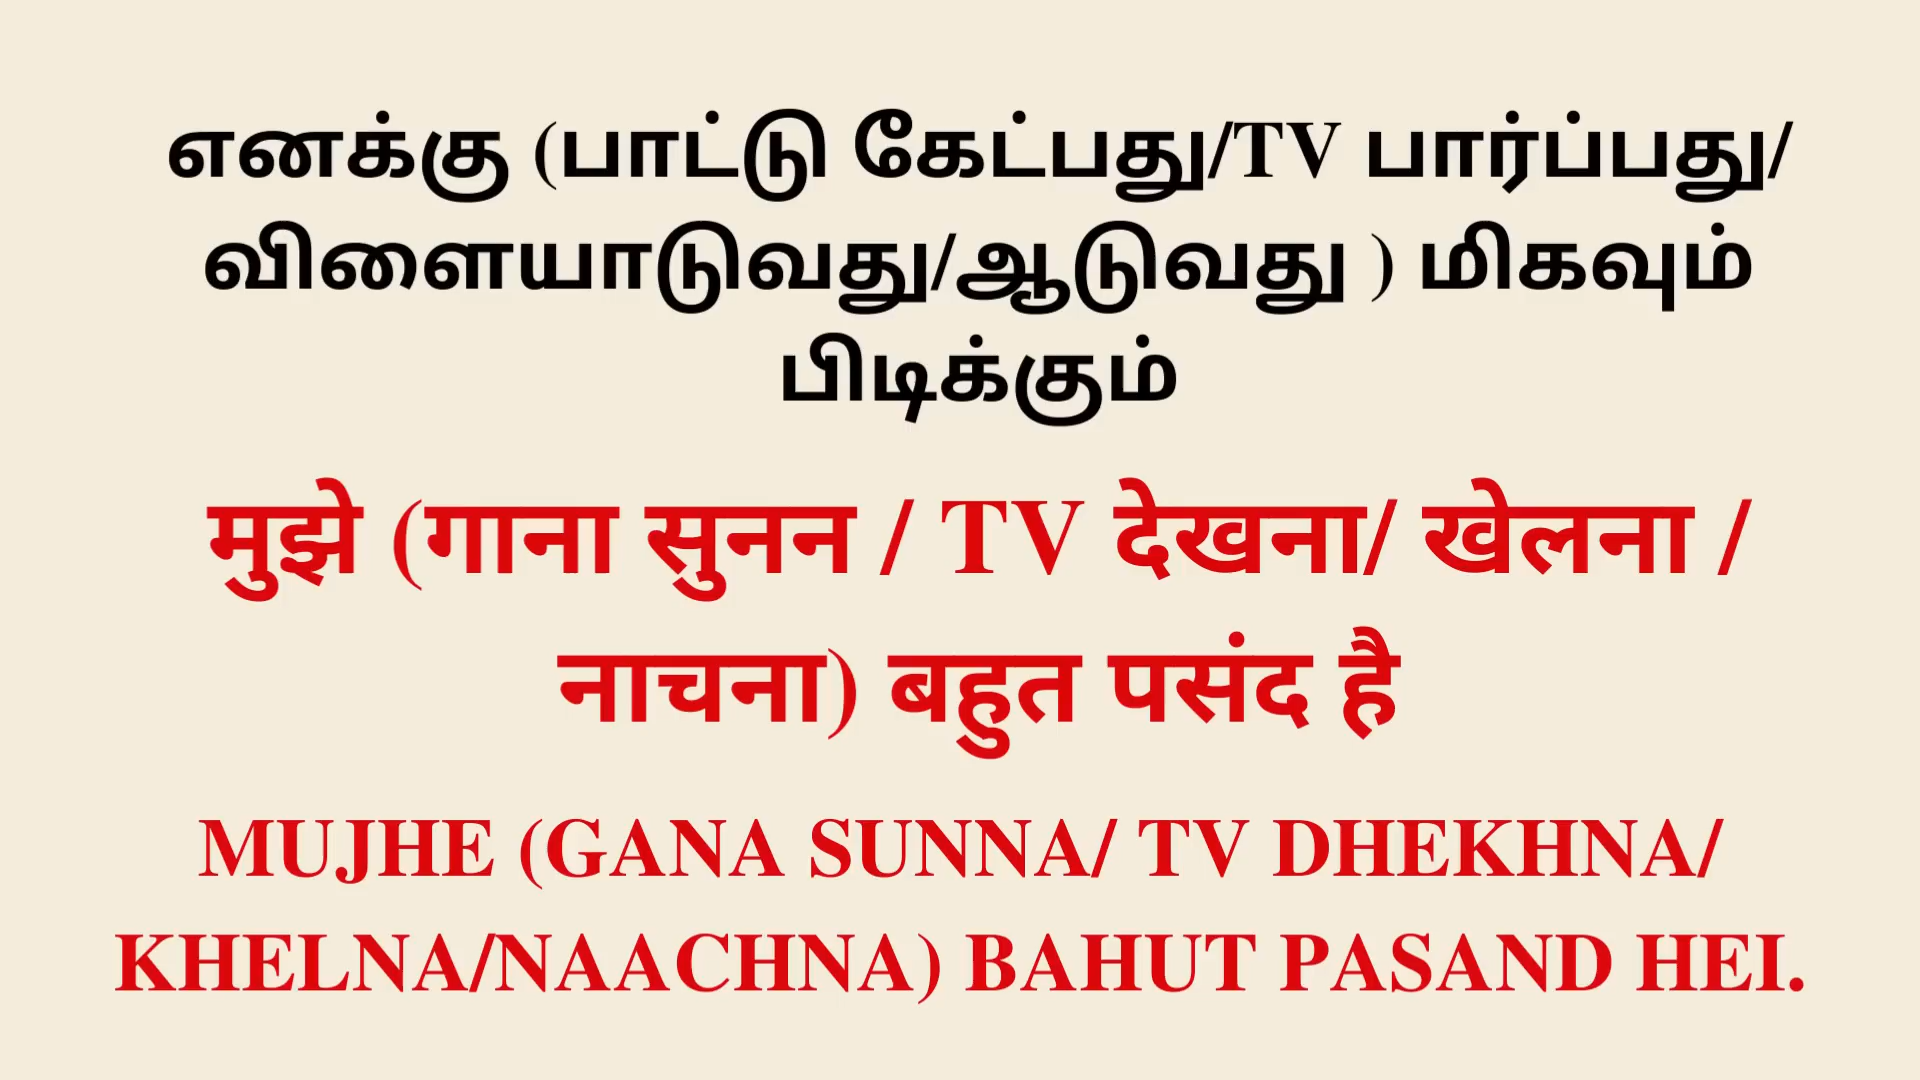 எனக்கு (பாட்டு கேட்பது/TV பார்ப்பது/
விளையாடுவது/ஆடுவது ) மிகவும்
பிடிக்கும்
मुझे (गाना सुनन / TV देखना/ खेलना /
नाचना) बहुत पसंद है
MUJHE (GANA SUNNA/ TV DHEKHNA/
KHELNA/NAACHNA) BAHUT PASAND HEI.